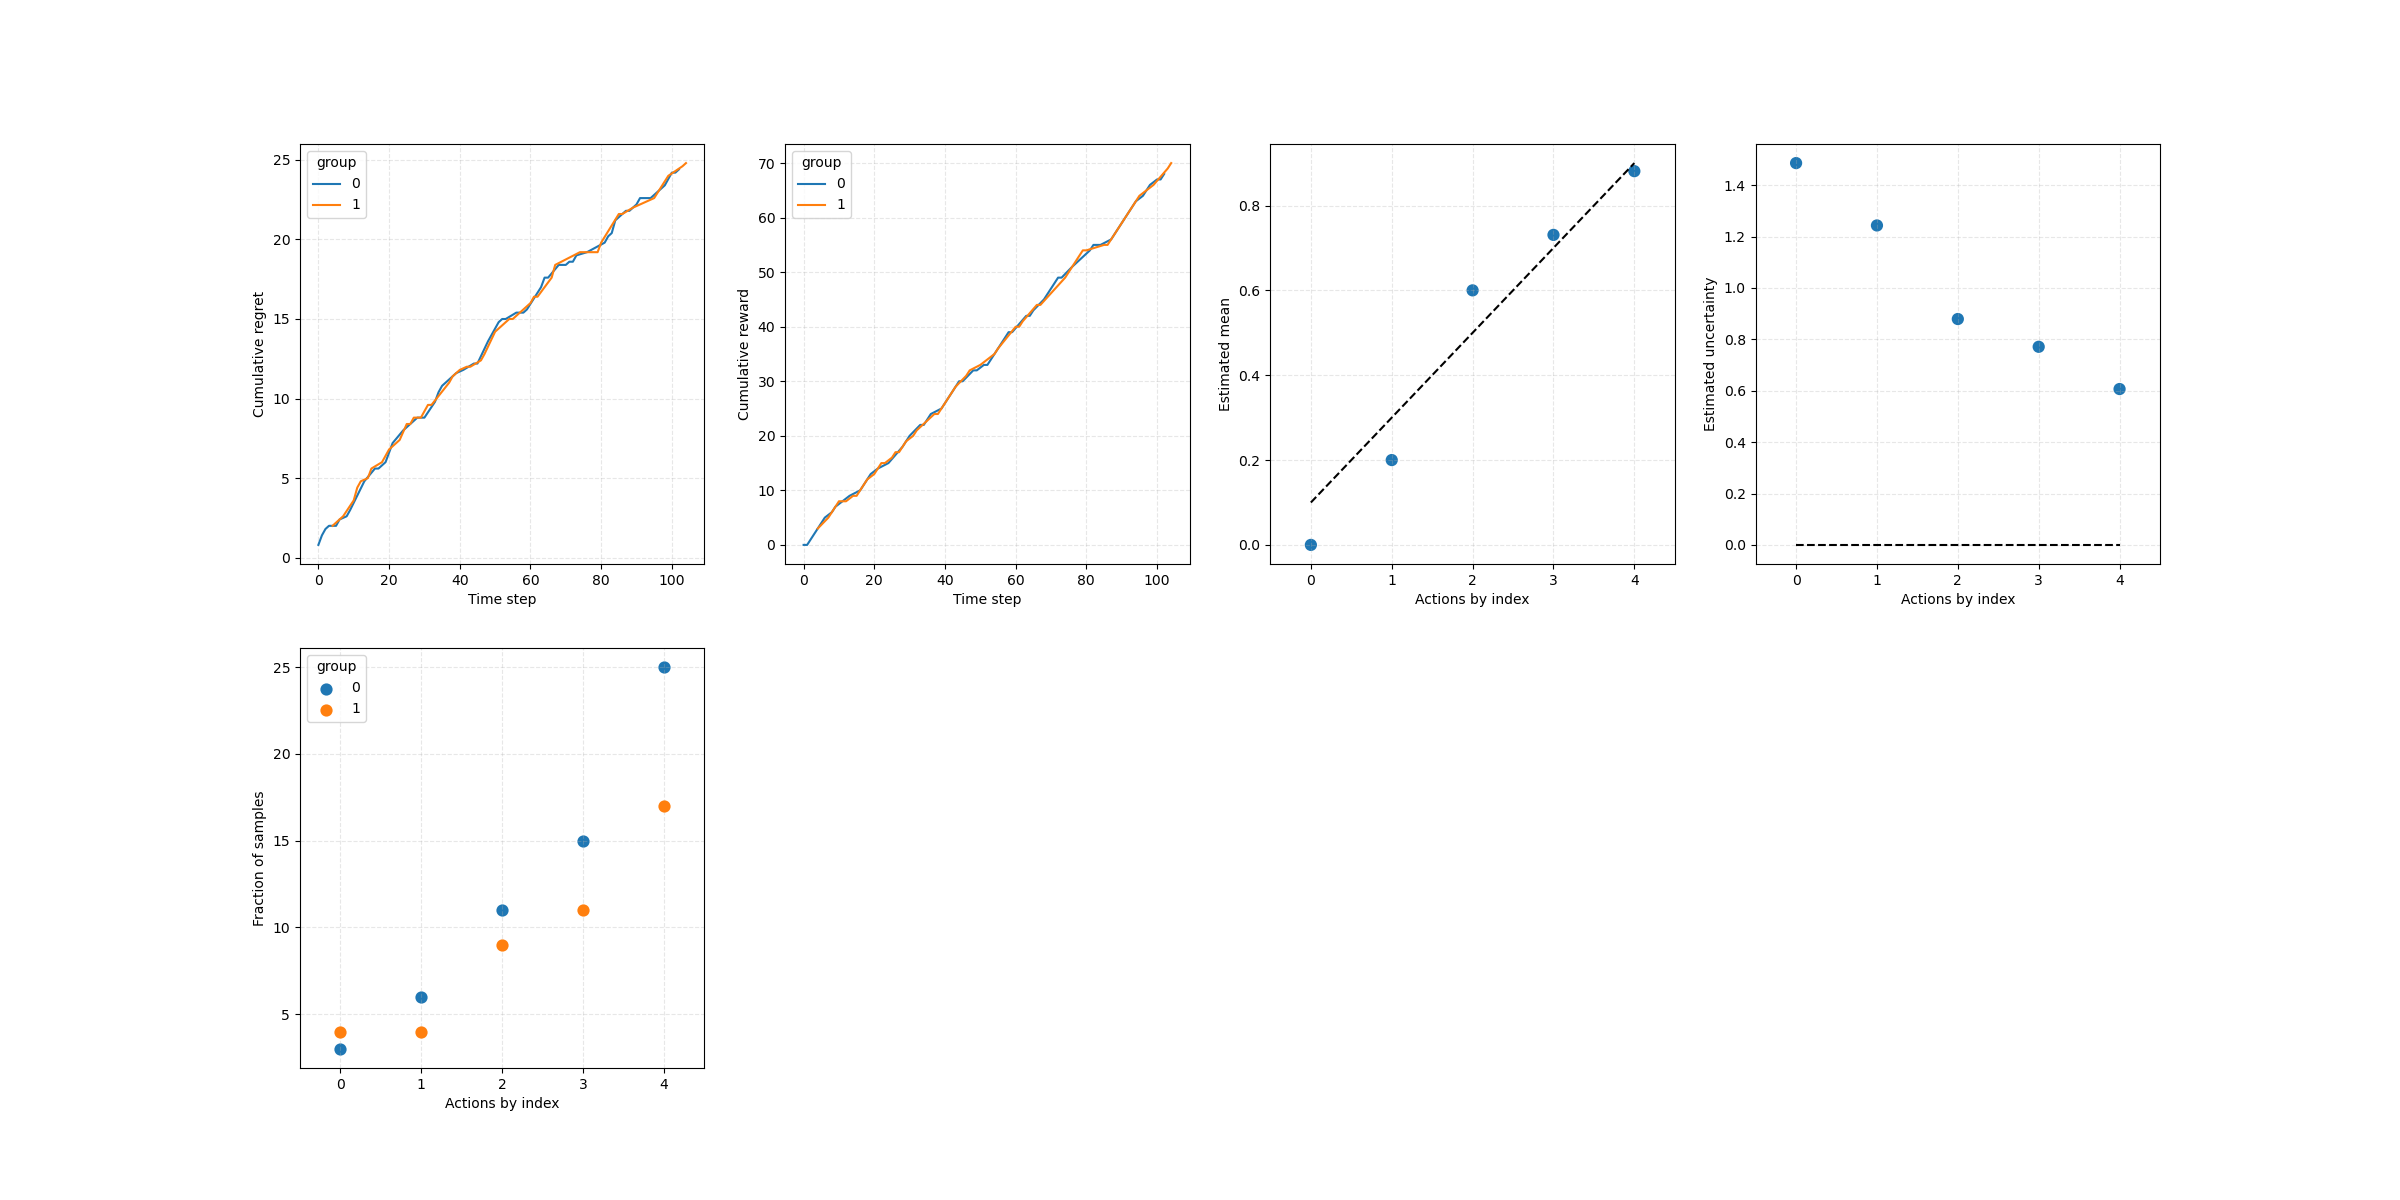 Cumulative regret
25
20
15
10
5
0
group
0
1
0 20 40 60 80 100
Time step
Cumulative reward
70
60
50
40
30
20
10
0
group
0
1
0 20 40 60 80 100
Time step
Estimated mean
0.8
0.6
0.4
0.2
0.0
0 1 2 3 4
Actions by index
Estimated uncertainty
1.4
1.2
1.0
0.8
0.6
0.4
0.2
0.0
0 1 2 3 4
Actions by index
Fraction of samples
25
20
15
10
5
group
0
1
0 1 2 3 4
Actions by index